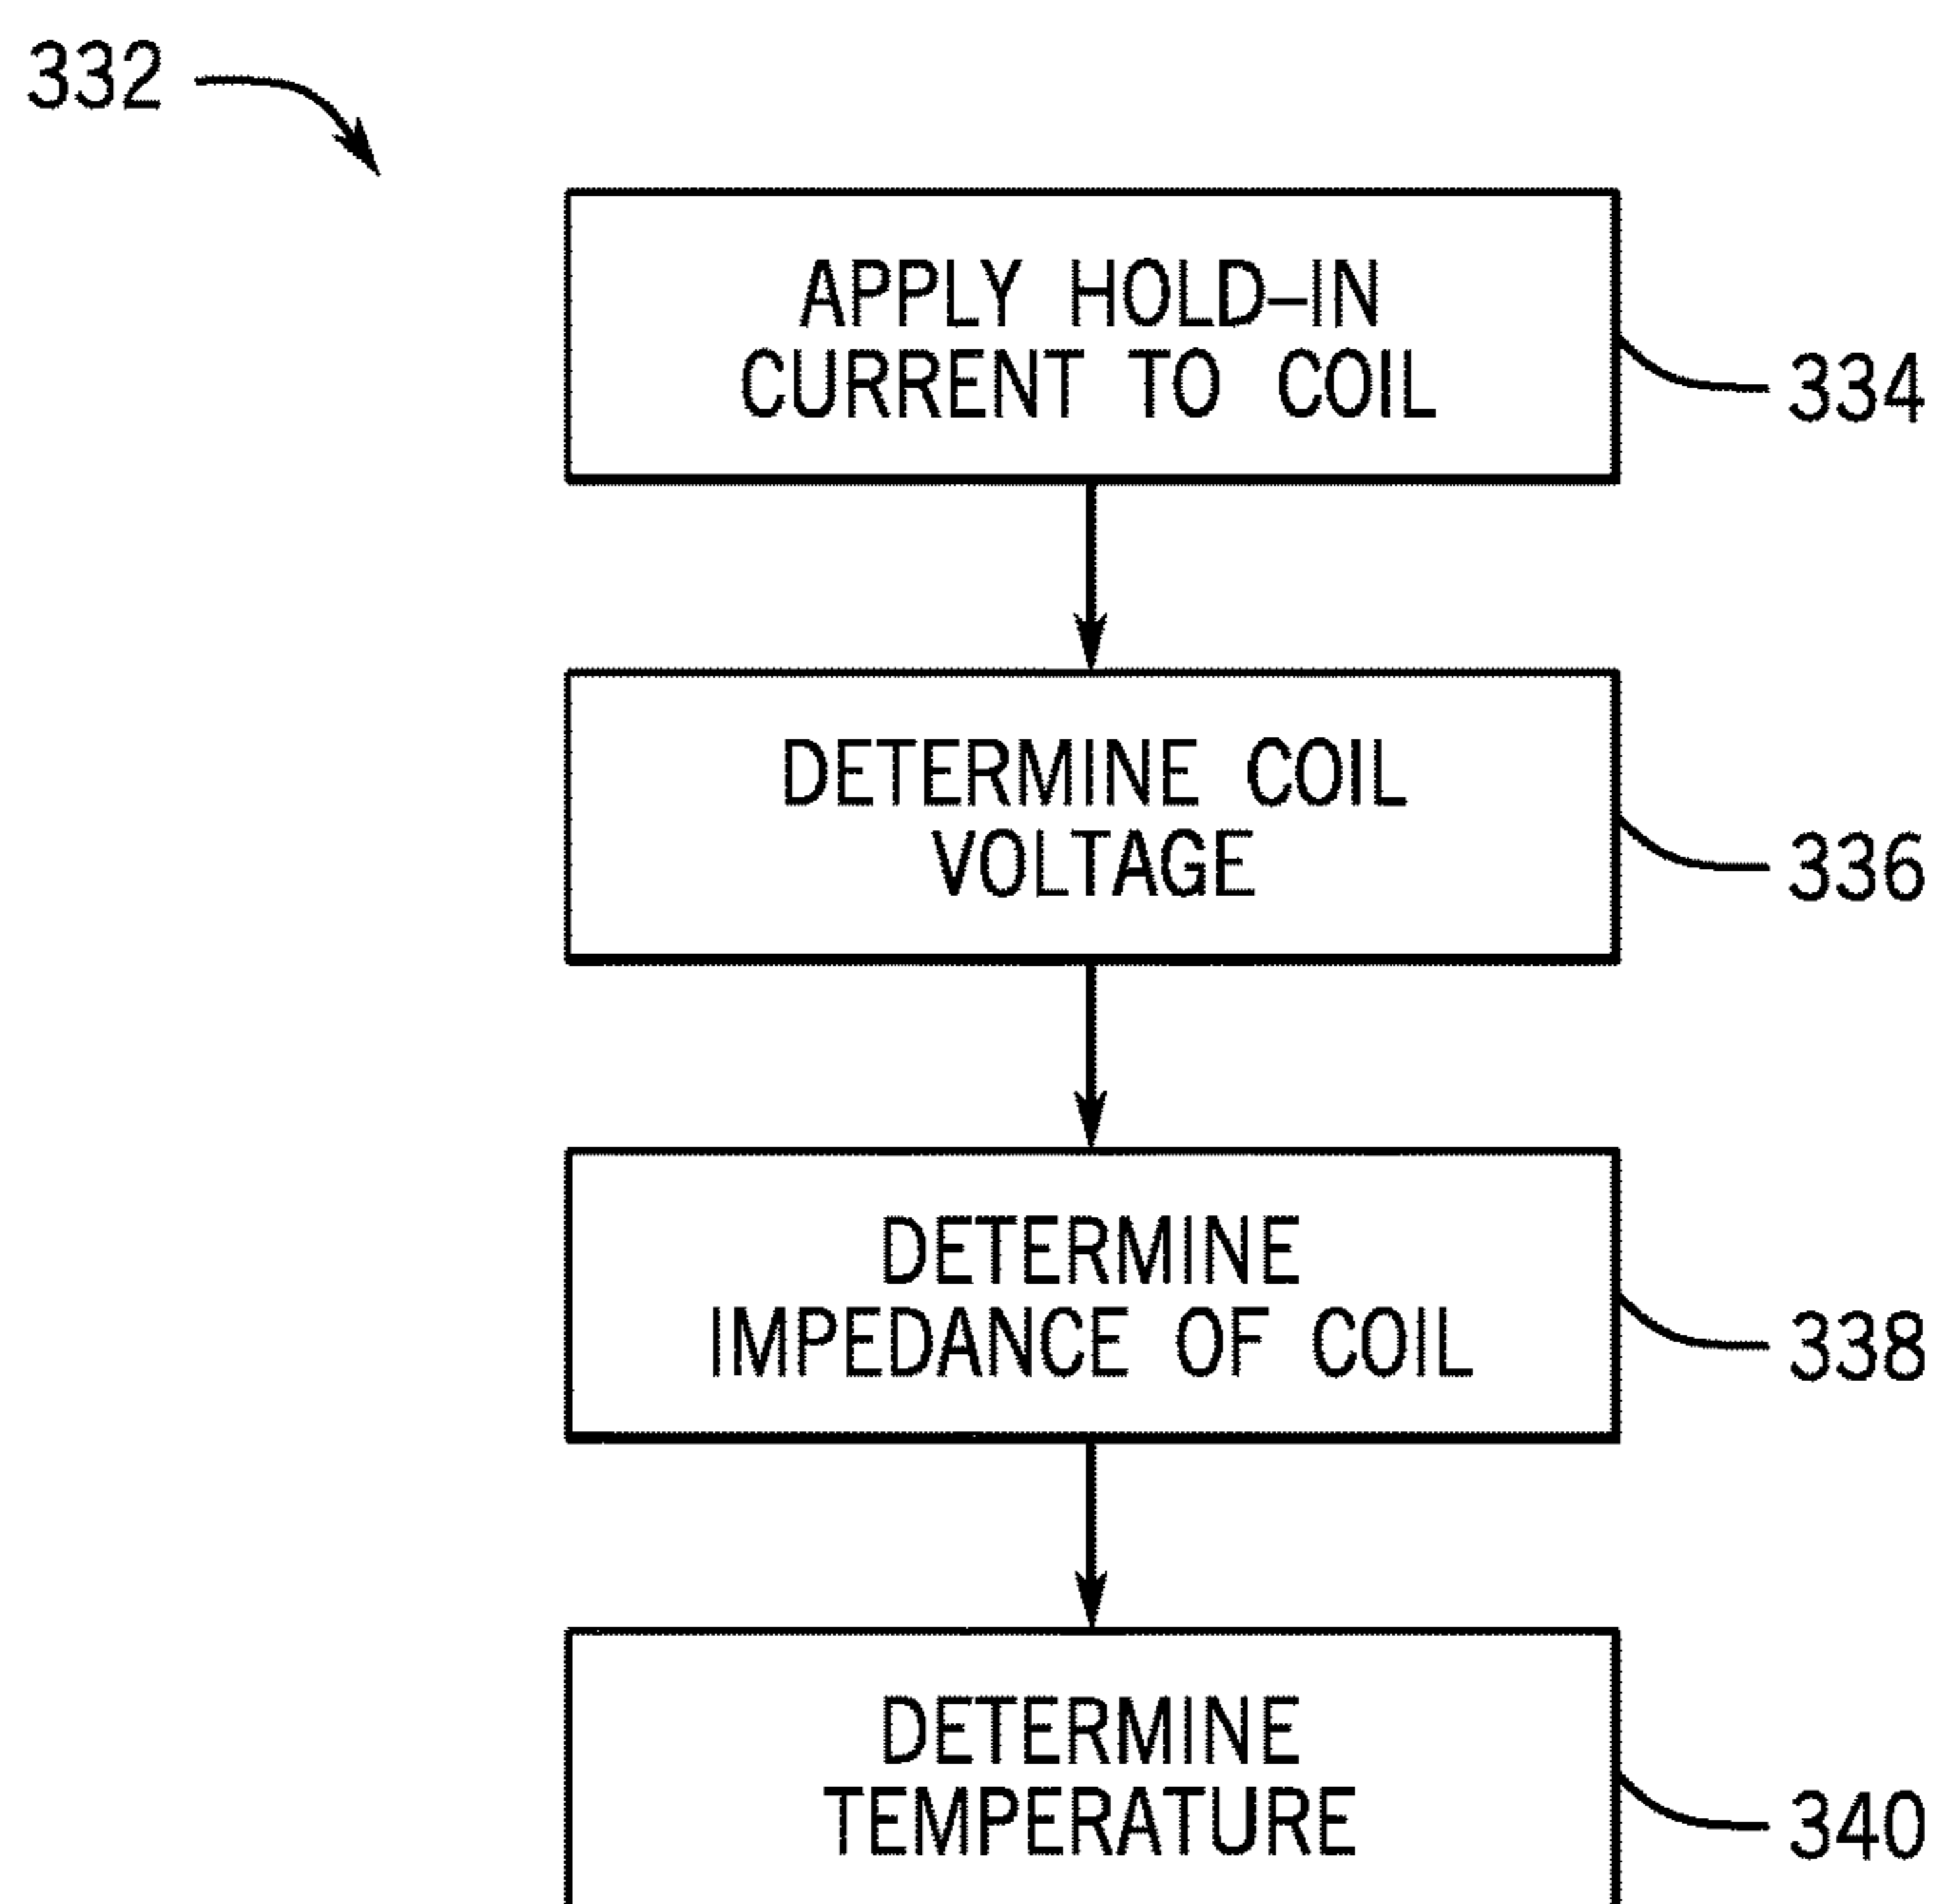 332
APPLY HOLD–IN
CURRENT TO COIL
334
DETERMINE COIL
VOLTAGE
336
DETERMINE
IMPEDANCE OF COIL
338
DETERMINE
TEMPERATURE
340